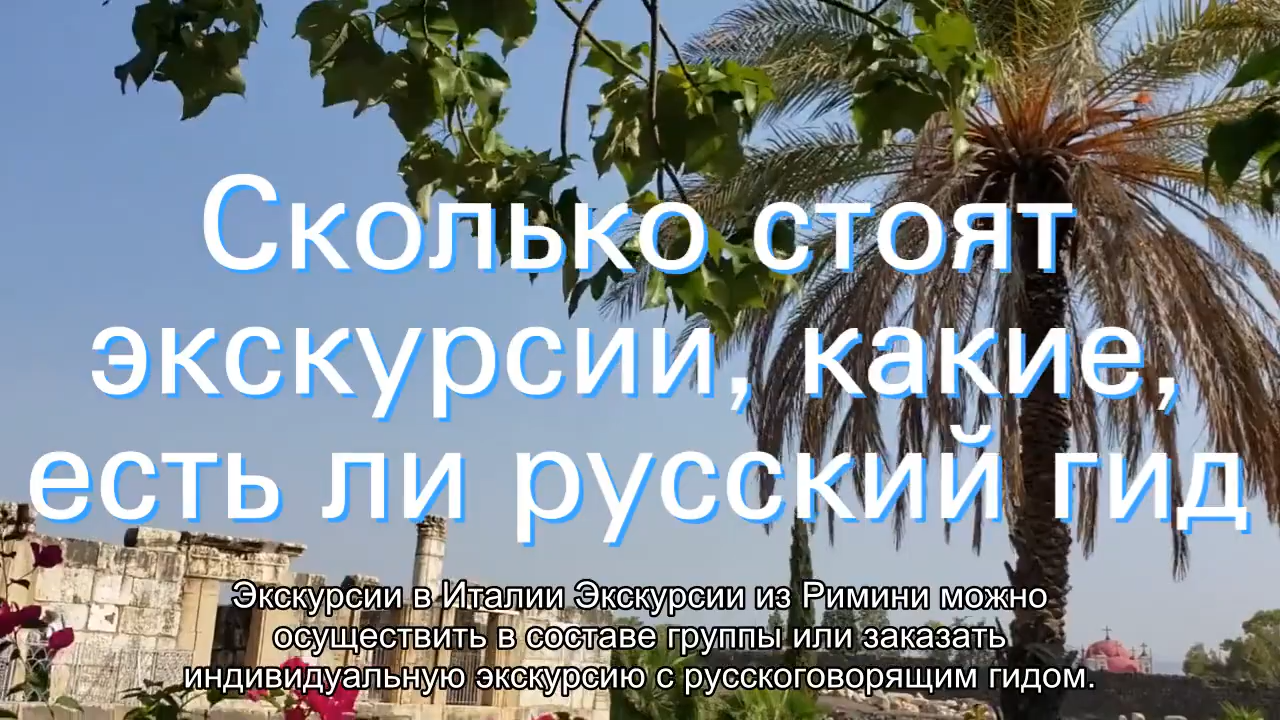 Сколько стоят
экскурсии, какие,
есть ли русский гид
Экскурсии в Италии Экскурсии из Римини можно
осуществить в составе группы или заказать
индивидуальную экскурсию с русскоговорящим гидом.